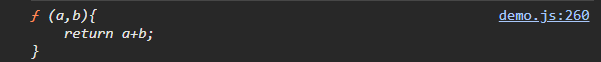 ƒ (a,b){ demo.js:260
    return a+b;
}